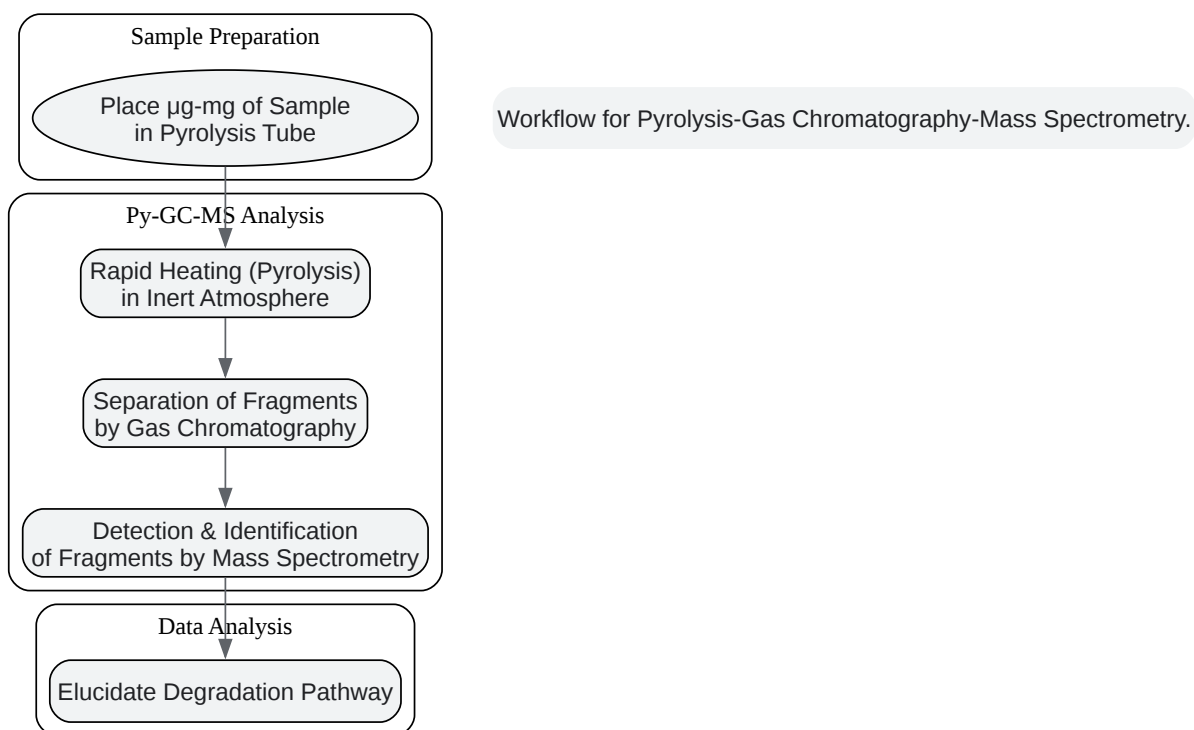 Sample Preparation
Place µg-mg of Sample
in Pyrolysis Tube
Workflow for Pyrolysis-Gas Chromatography-Mass Spectrometry.
Py-GC-MS Analysis
Rapid Heating (Pyrolysis)
in Inert Atmosphere
Separation of Fragments
by Gas Chromatography
Detection & Identification
of Fragments by Mass Spectrometry
Data Analysis
Elucidate Degradation Pathway